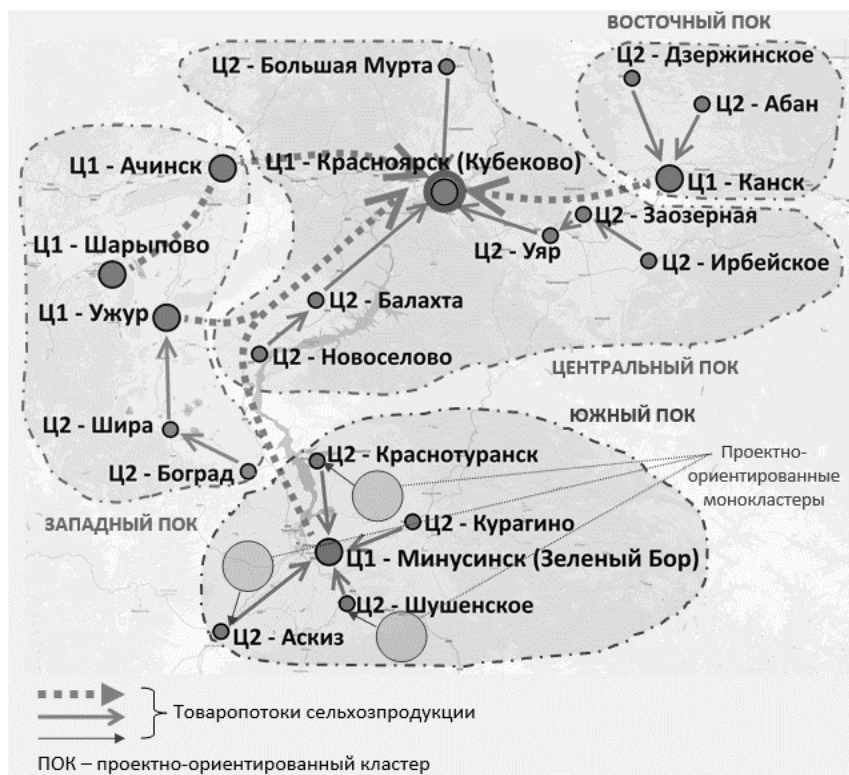 ВОСТОЧНЫЙ ПОК
Ц2 - Дзержинское
Ц2 - Большая Мурта
Ц2 - Абан
Ц1 - Ачинск
Ц1 - Красноярск (Кубеково)
Ц1 - Канск
Ц2 - Заозерная
Ц1 - Шарыпово
Ц2 - Уяр
Ц2 - Ирбейское
Ц1 - Ужур
Ц2 - Балахта
Ц2 - Новоселово
ЦЕНТРАЛЬНЫЙ ПОК
ЮЖНЫЙ ПОК
Ц2 - Шира
Ц2 - Богрaд
Ц2 - Краснотуранск
Проектно-
ориентированные
монокластеры
ЗАПАДНЫЙ ПОК
Ц2 - Курагино
Ц1 - Минусинск (Зеленый Бор)
Ц2 - Шушенское
Ц2 - Аскиз
Товаропотоки сельхозпродукции
ПОК – проектно-ориентированный кластер